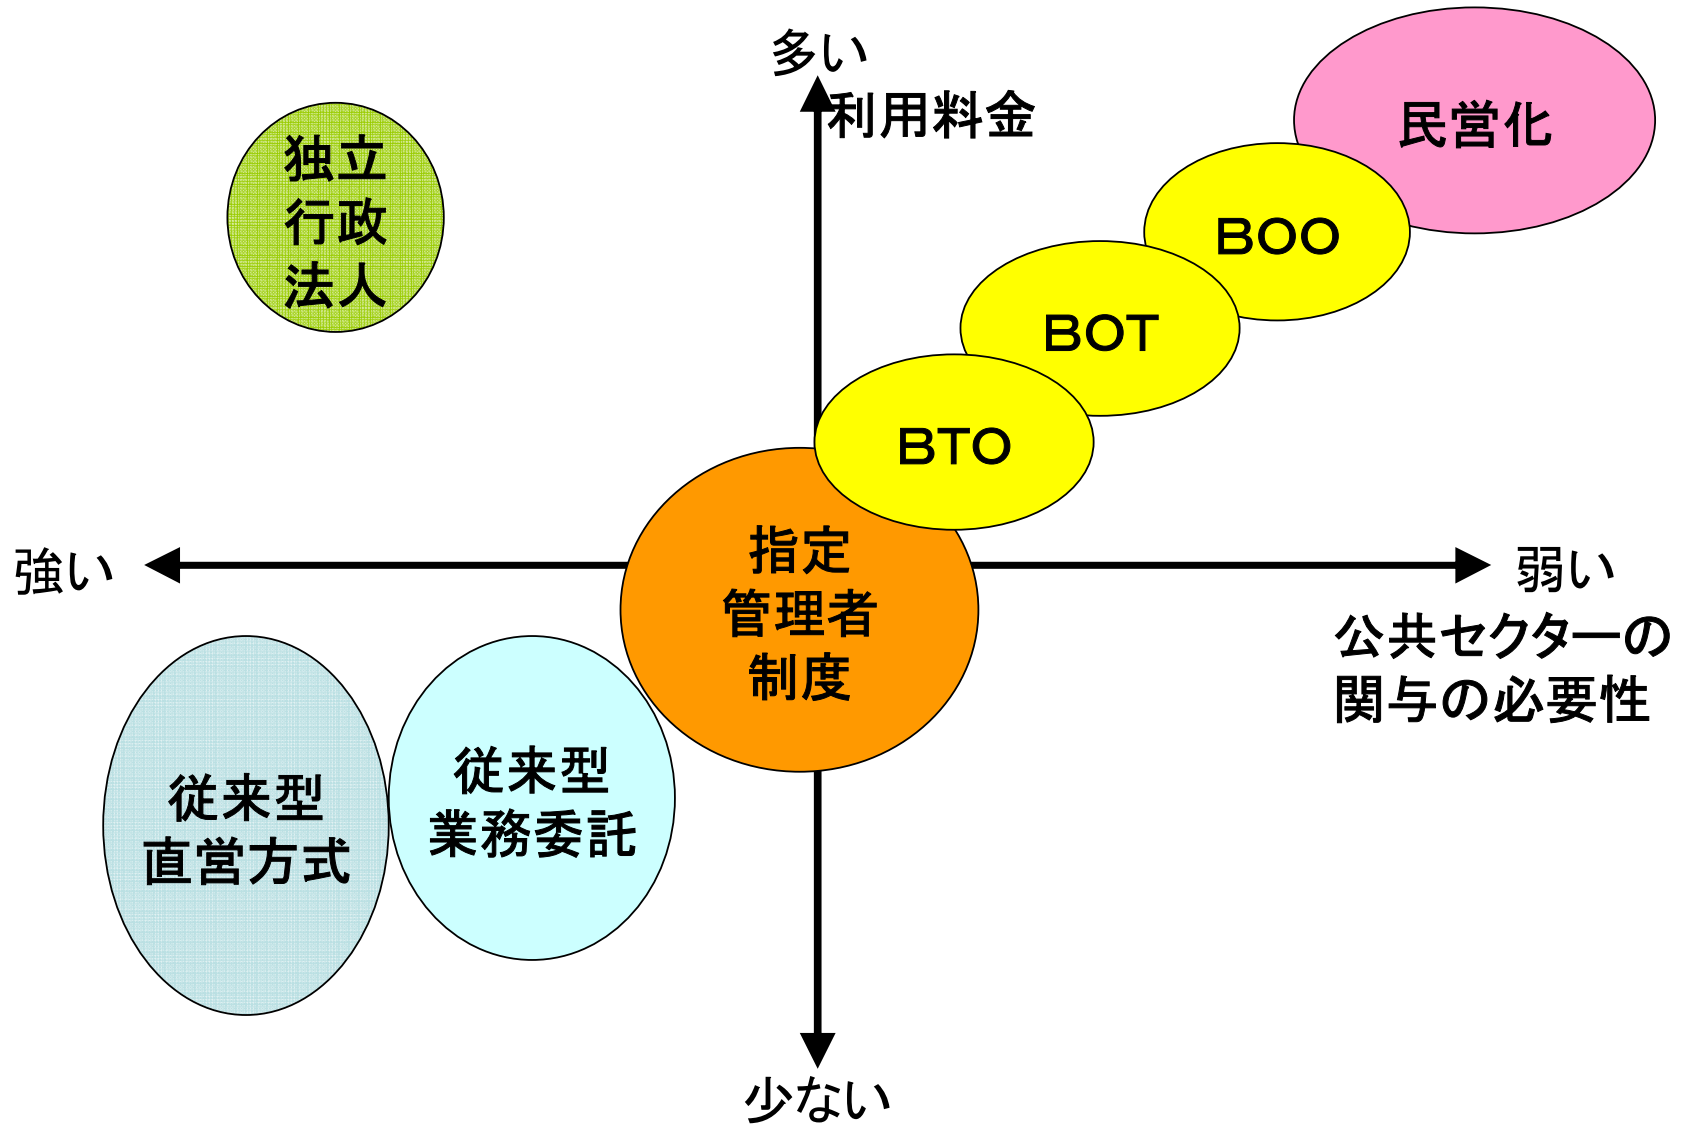 多い
利用料金
民営化
独立
行政
法人
BOO
BOT
BTO
指定
管理者
制度
強い
弱い
公共セクターの
関与の必要性
従来型
直営方式
従来型
業務委託
少ない